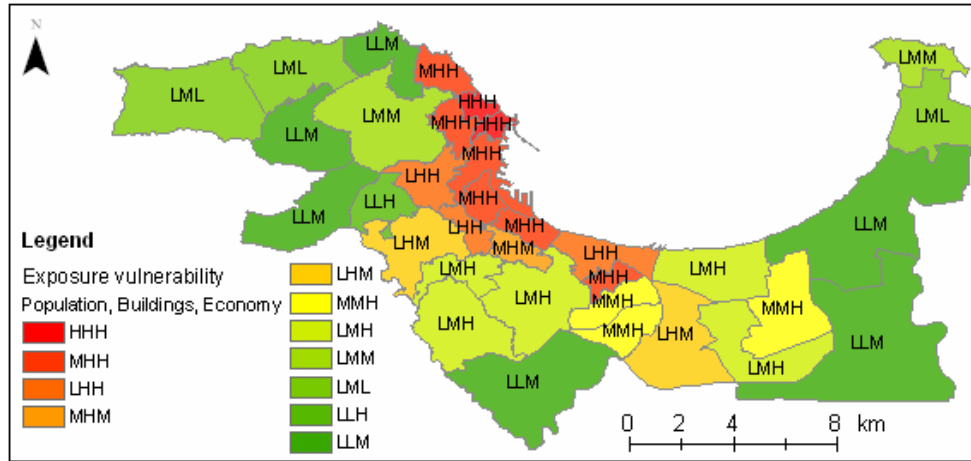 N
LLM
LML
MHH
LMM
LML
HHH
LMM
MHH
HHH
LML
LLM
MHH
LHH
LLH
MHH
LLM
MHH
LLM
LHH
LHM
MHM
LHH
LMH
LMH
MHH
LMH
LMH
MMH
MMH
MMH
LHM
LLM
LMH
LLM
Legend
Exposure vulnerability
Population, Buildings, Economy
HHH
MHH
LHH
MHM
LHM
MMH
LMH
LMM
LML
LLH
LLM
0 2 4 8 km